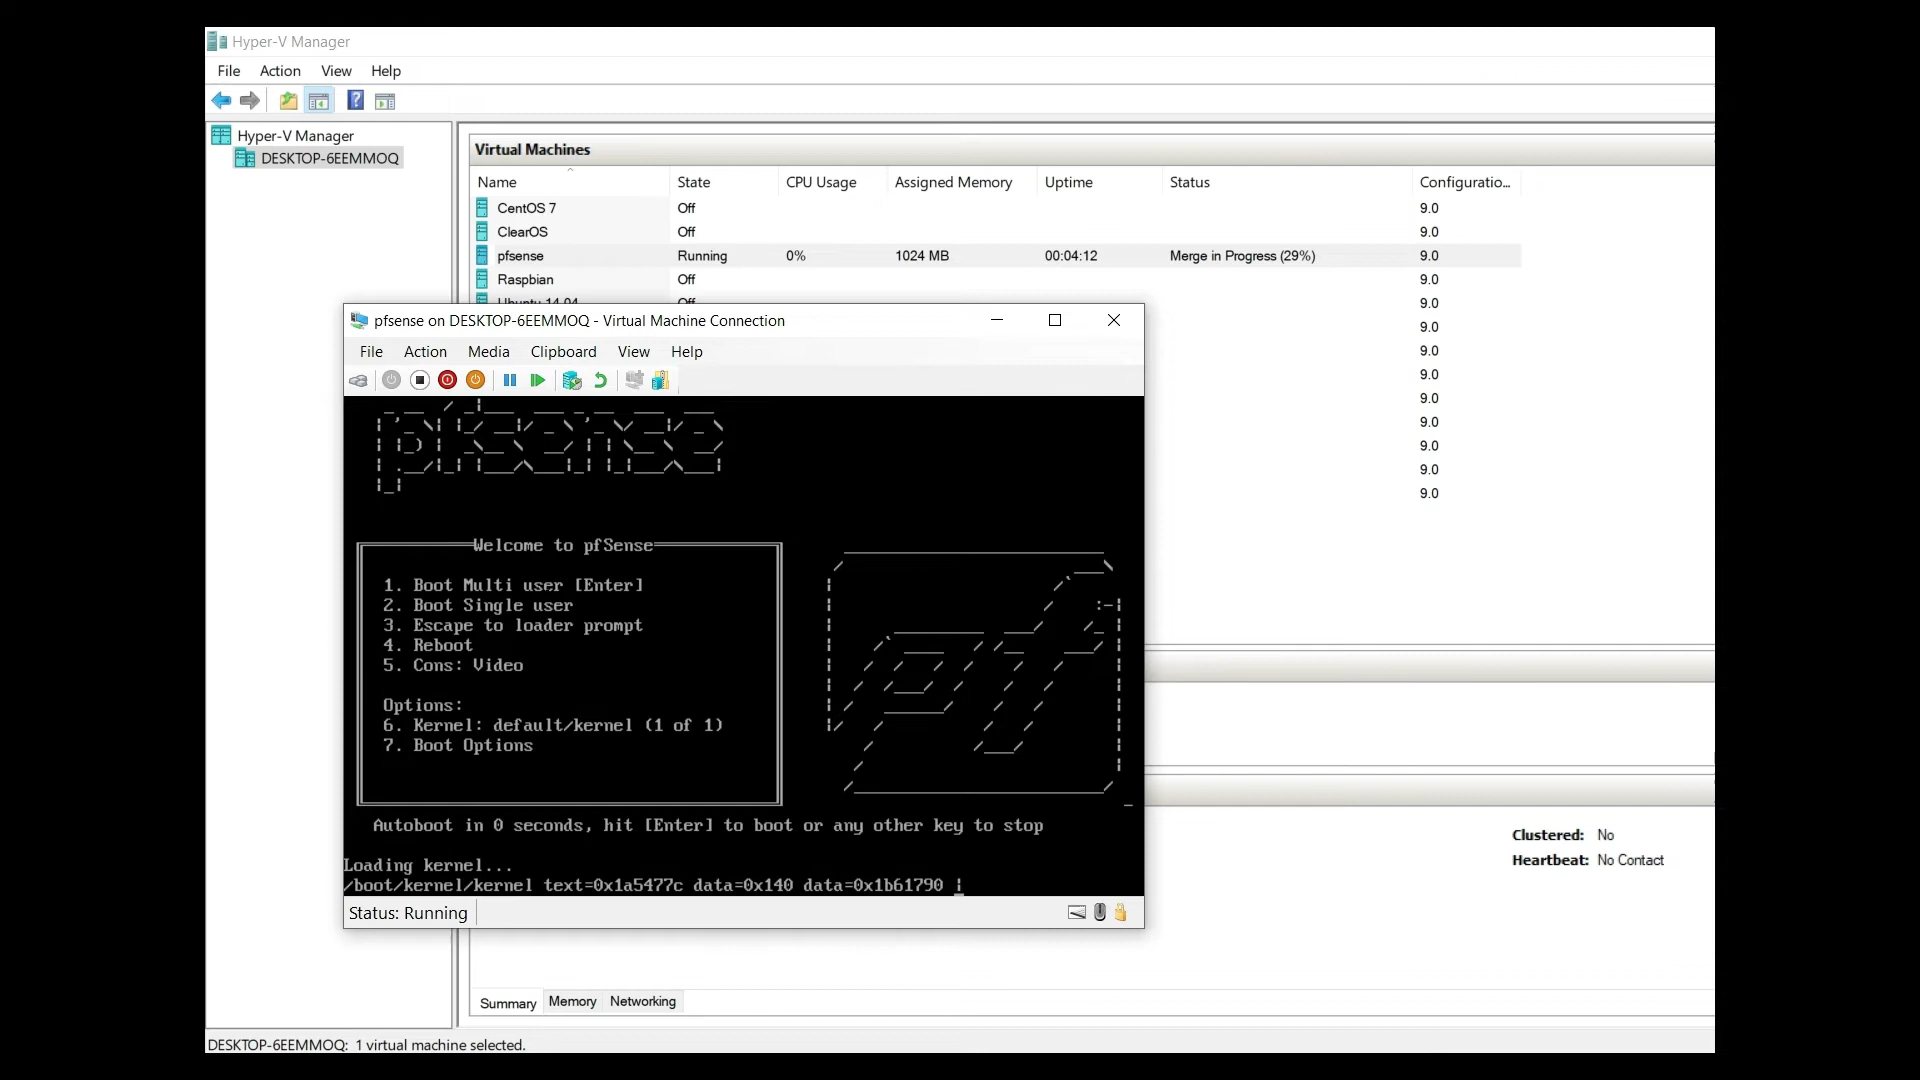 Hyper-V Manager
File Action View Help
Hyper-V Manager
DESKTOP-6EEMMOQ
Virtual Machines
Name State CPU Usage Assigned Memory Uptime Status Configuratio...
CentOS 7 Off 9.0
ClearOS Off 9.0
pfsense Running 0% 1024 MB 00:04:12 Merge in Progress (29%) 9.0
Raspbian Off 9.0
Ubuntu 14.04 Off 9.0
9.0
9.0
9.0
9.0
9.0
9.0
9.0
9.0
pfsense on DESKTOP-6EEMMOQ - Virtual Machine Connection
File Action Media Clipboard View Help
pfsense
Welcome to pfSense
1. Boot Multi user [Enter]
2. Boot Single user
3. Escape to loader prompt
4. Reboot
5. Cons: Video
Options:
6. Kernel: default/kernel (1 of 1)
7. Boot Options
pf
Autoboot in 0 seconds, hit [Enter] to boot or any other key to stop
Loading kernel...
/boot/kernel/kernel text=0x1a5477c data=0x140 data=0x1b61790 |
Status: Running
Clustered: No
Heartbeat: No Contact
Summary Memory Networking
DESKTOP-6EEMMOQ: 1 virtual machine selected.